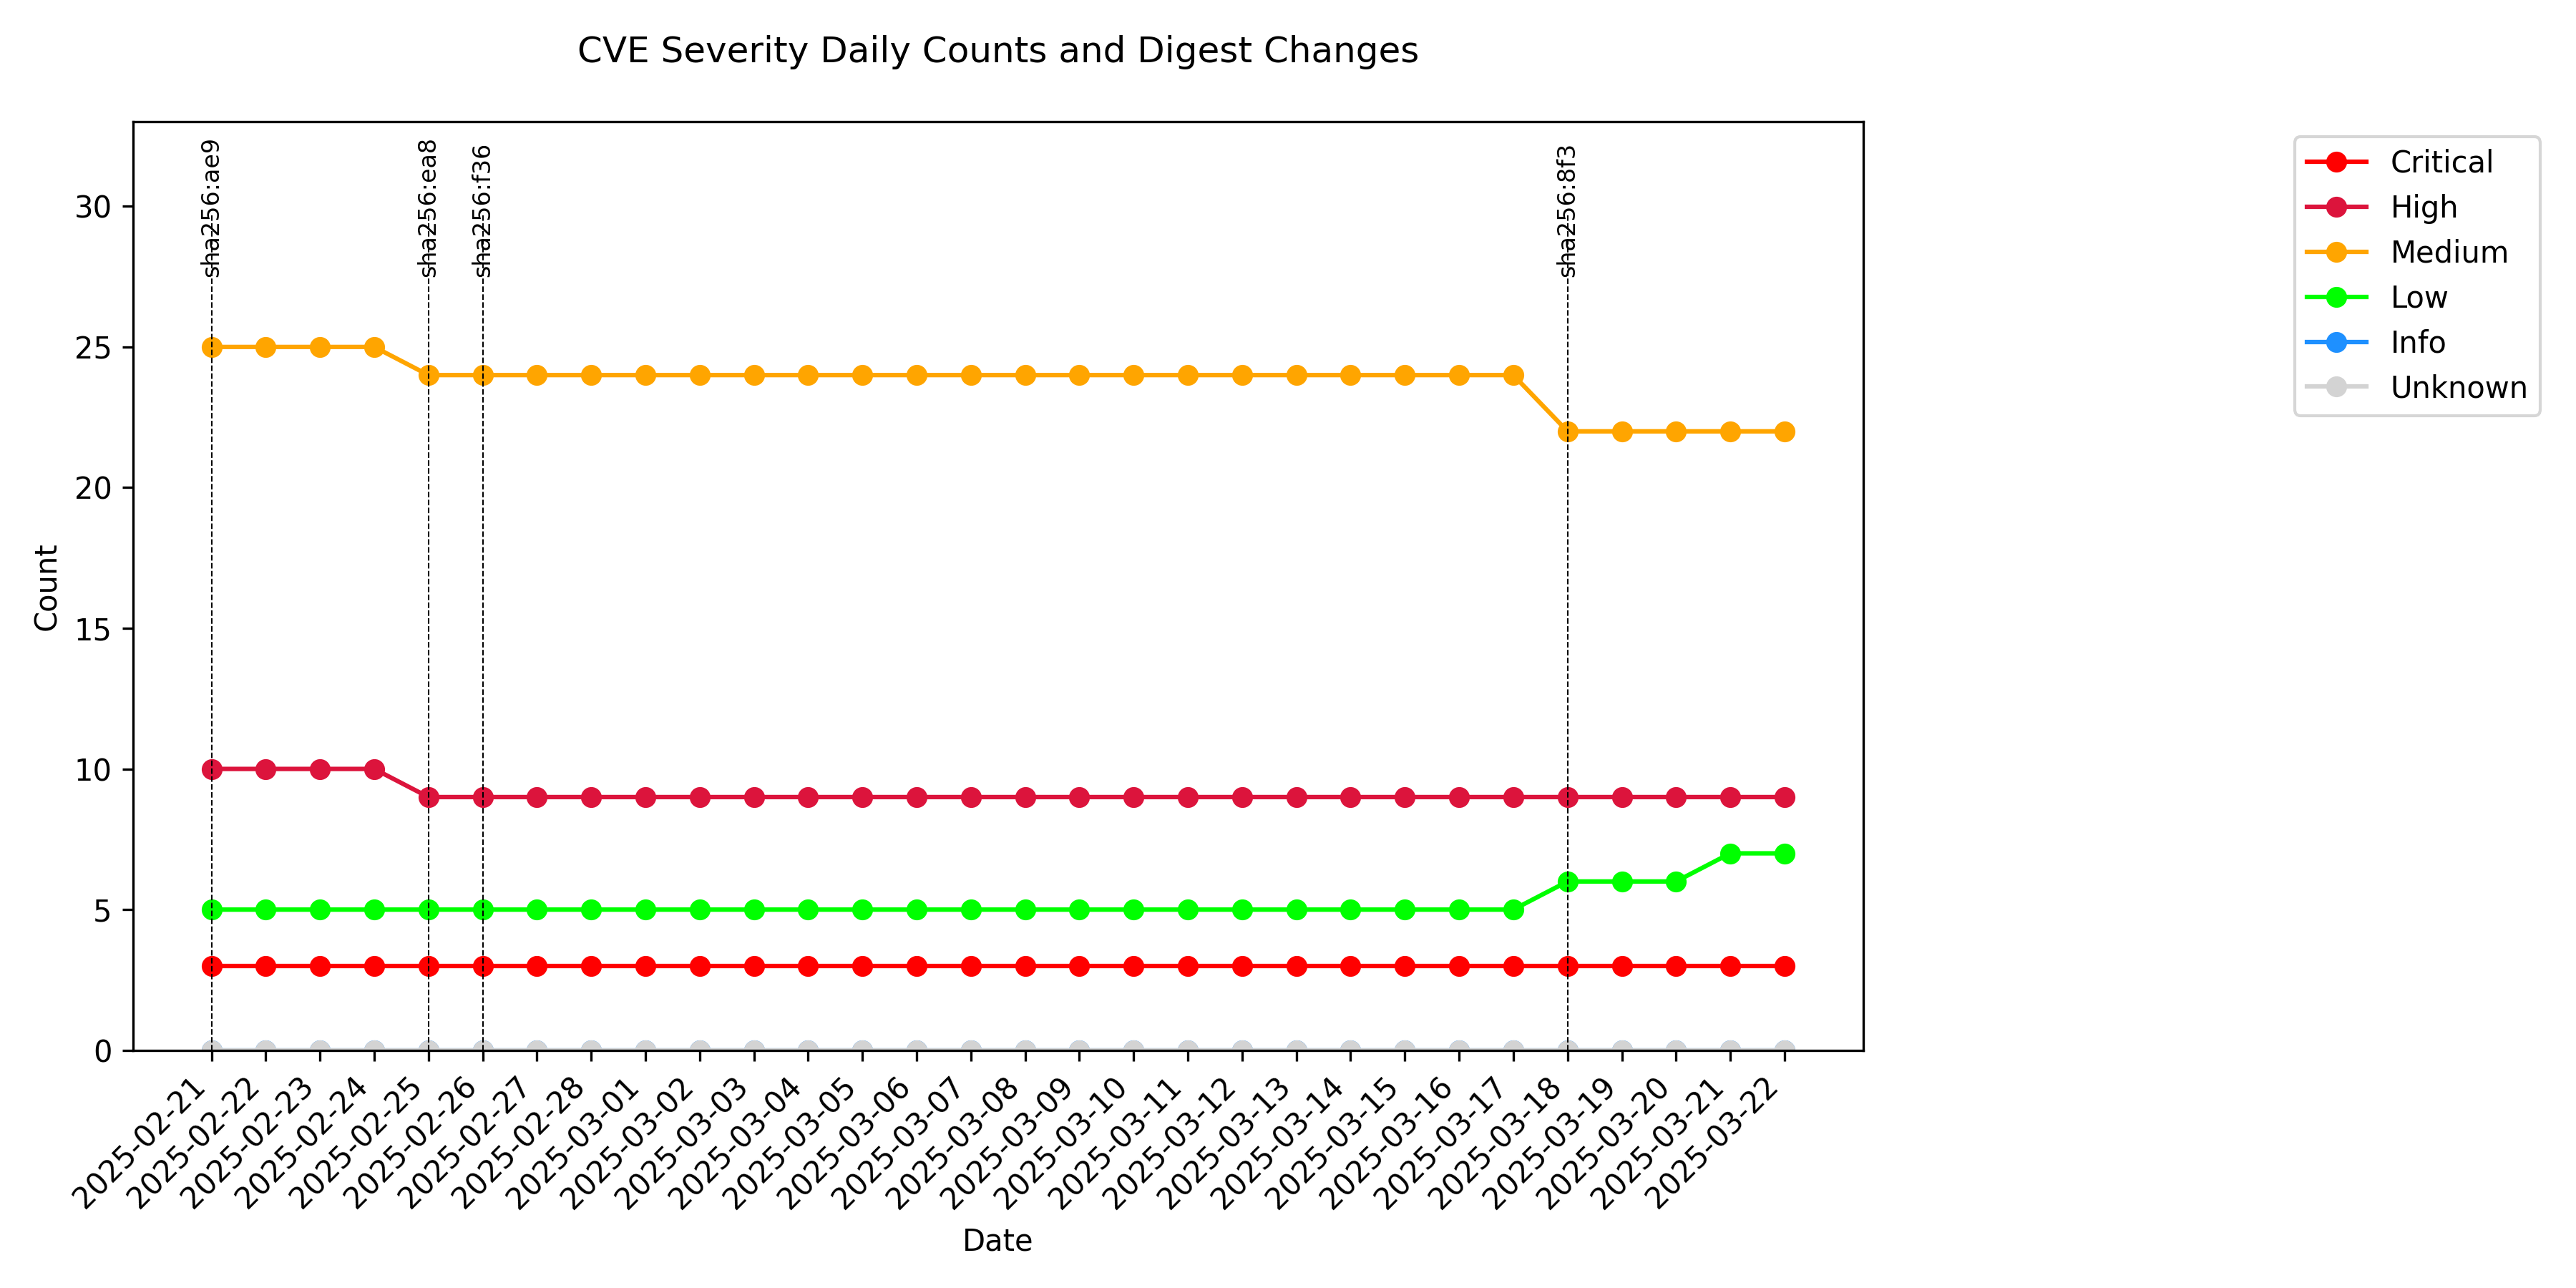 CVE Severity Daily Counts and Digest Changes
sha256:ae9
sha256:ea8
sha256:f36
sha256:8f3
Critical
High
Medium
Low
Info
Unknown
Count
30
25
20
15
10
5
0
2025-02-21
2025-02-22
2025-02-23
2025-02-24
2025-02-25
2025-02-26
2025-02-27
2025-02-28
2025-03-01
2025-03-02
2025-03-03
2025-03-04
2025-03-05
2025-03-06
2025-03-07
2025-03-08
2025-03-09
2025-03-10
2025-03-11
2025-03-12
2025-03-13
2025-03-14
2025-03-15
2025-03-16
2025-03-17
2025-03-18
2025-03-19
2025-03-20
2025-03-21
2025-03-22
Date